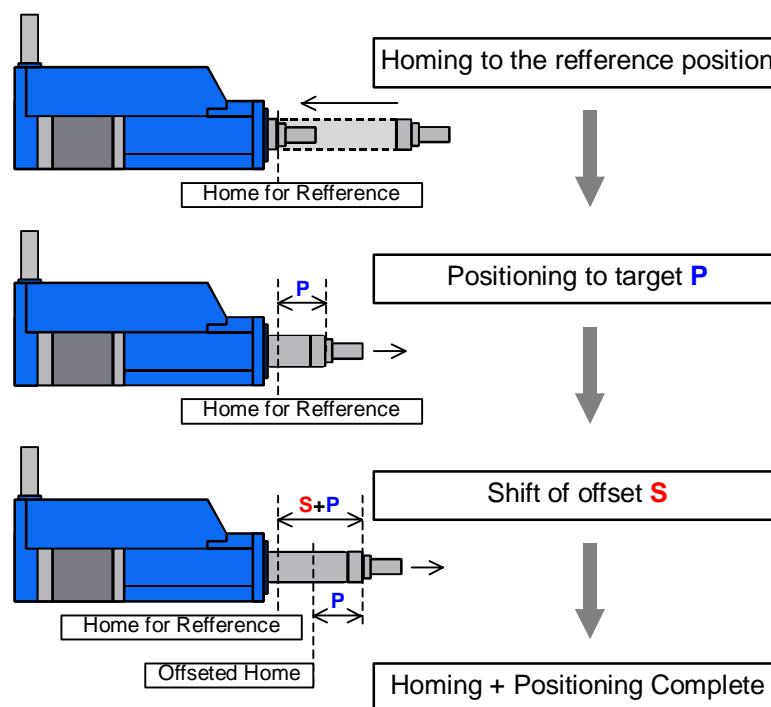 Homing to the refference position
Home for Refference
Positioning to target P
P
Home for Refference
Shift of offset S
S+P
P
Home for Refference
Offseted Home
Homing + Positioning Complete